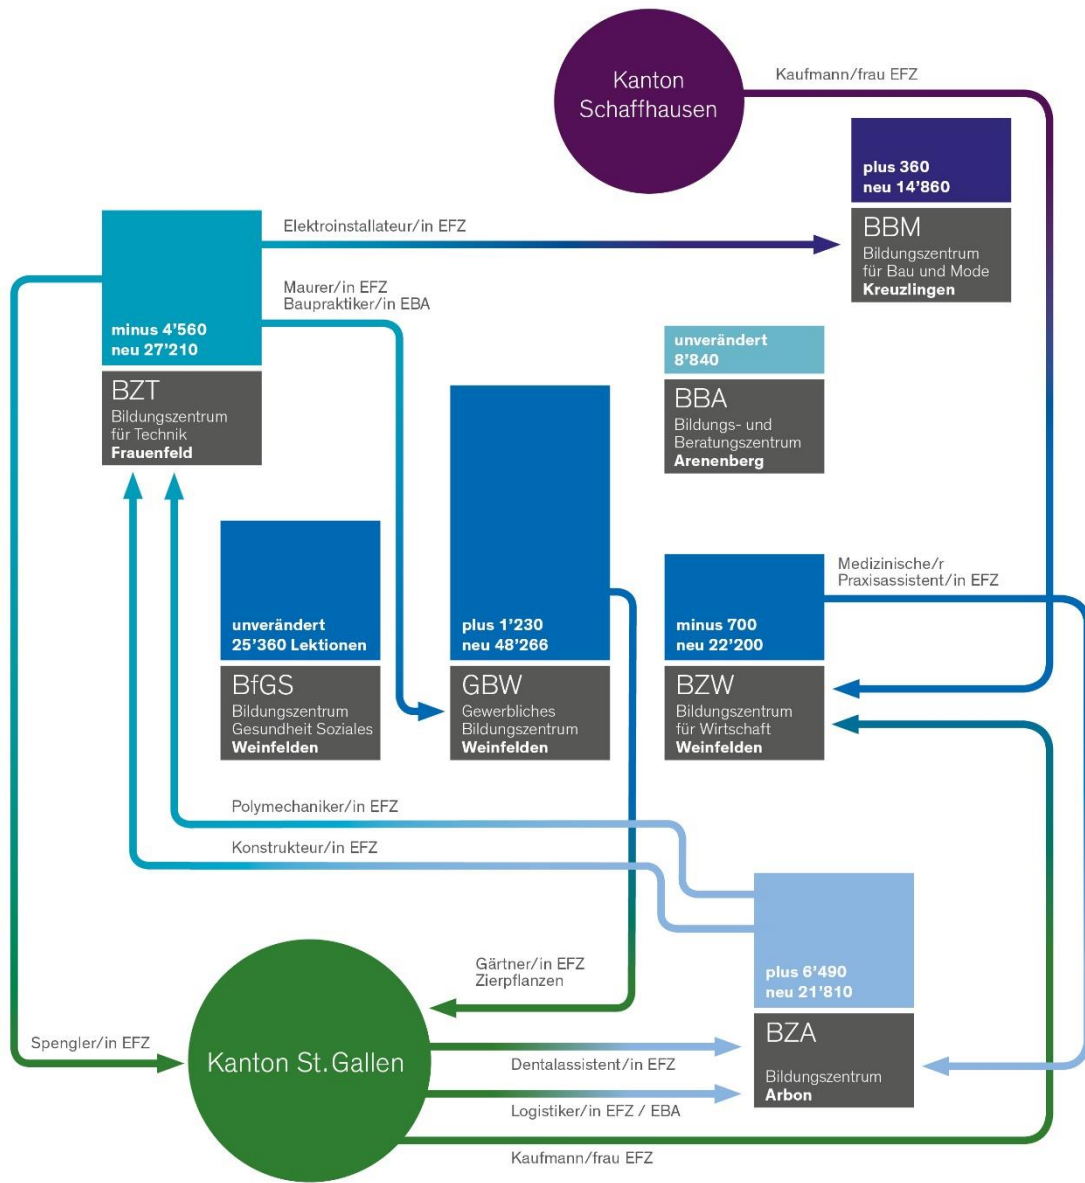 Kanton
Schaffhausen
Kaufmann/frau EFZ
plus 360
neu 14'860
BBM
Bildungszentrum
für Bau und Mode
Kreuzlingen
Elektroinstallateur/in EFZ
Maurer/in EFZ
Baupraktiker/in EBA
minus 4'560
neu 27'210
BZT
Bildungszentrum
für Technik
Frauenfeld
unverändert
8'840
BBA
Bildungs- und
Beratungszentrum
Arenenberg
unverändert
25'360 Lektionen
BfGS
Bildungszentrum
Gesundheit Soziales
Weinfelden
plus 1'230
neu 48'266
GBW
Gewerbliches
Bildungszentrum
Weinfelden
Medizinische/r
Praxisassistent/in EFZ
minus 700
neu 22'200
BZW
Bildungszentrum
für Wirtschaft
Weinfelden
Polymechaniker/in EFZ
Konstrukteur/in EFZ
plus 6'490
neu 21'810
BZA
Bildungszentrum
Arbon
Gärtner/in EFZ
Zierpflanzen
Spengler/in EFZ
Kanton St. Gallen
Dentalassistent/in EFZ
Logistiker/in EFZ / EBA
Kaufmann/frau EFZ